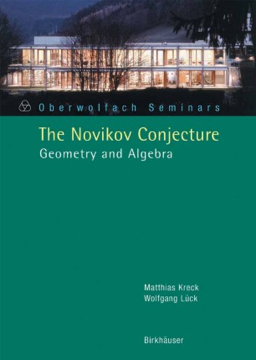 Oberwolfach Seminars
The Novikov Conjecture
Geometry and Algebra
Matthias Kreck
Wolfgang Lück
Birkhäuser